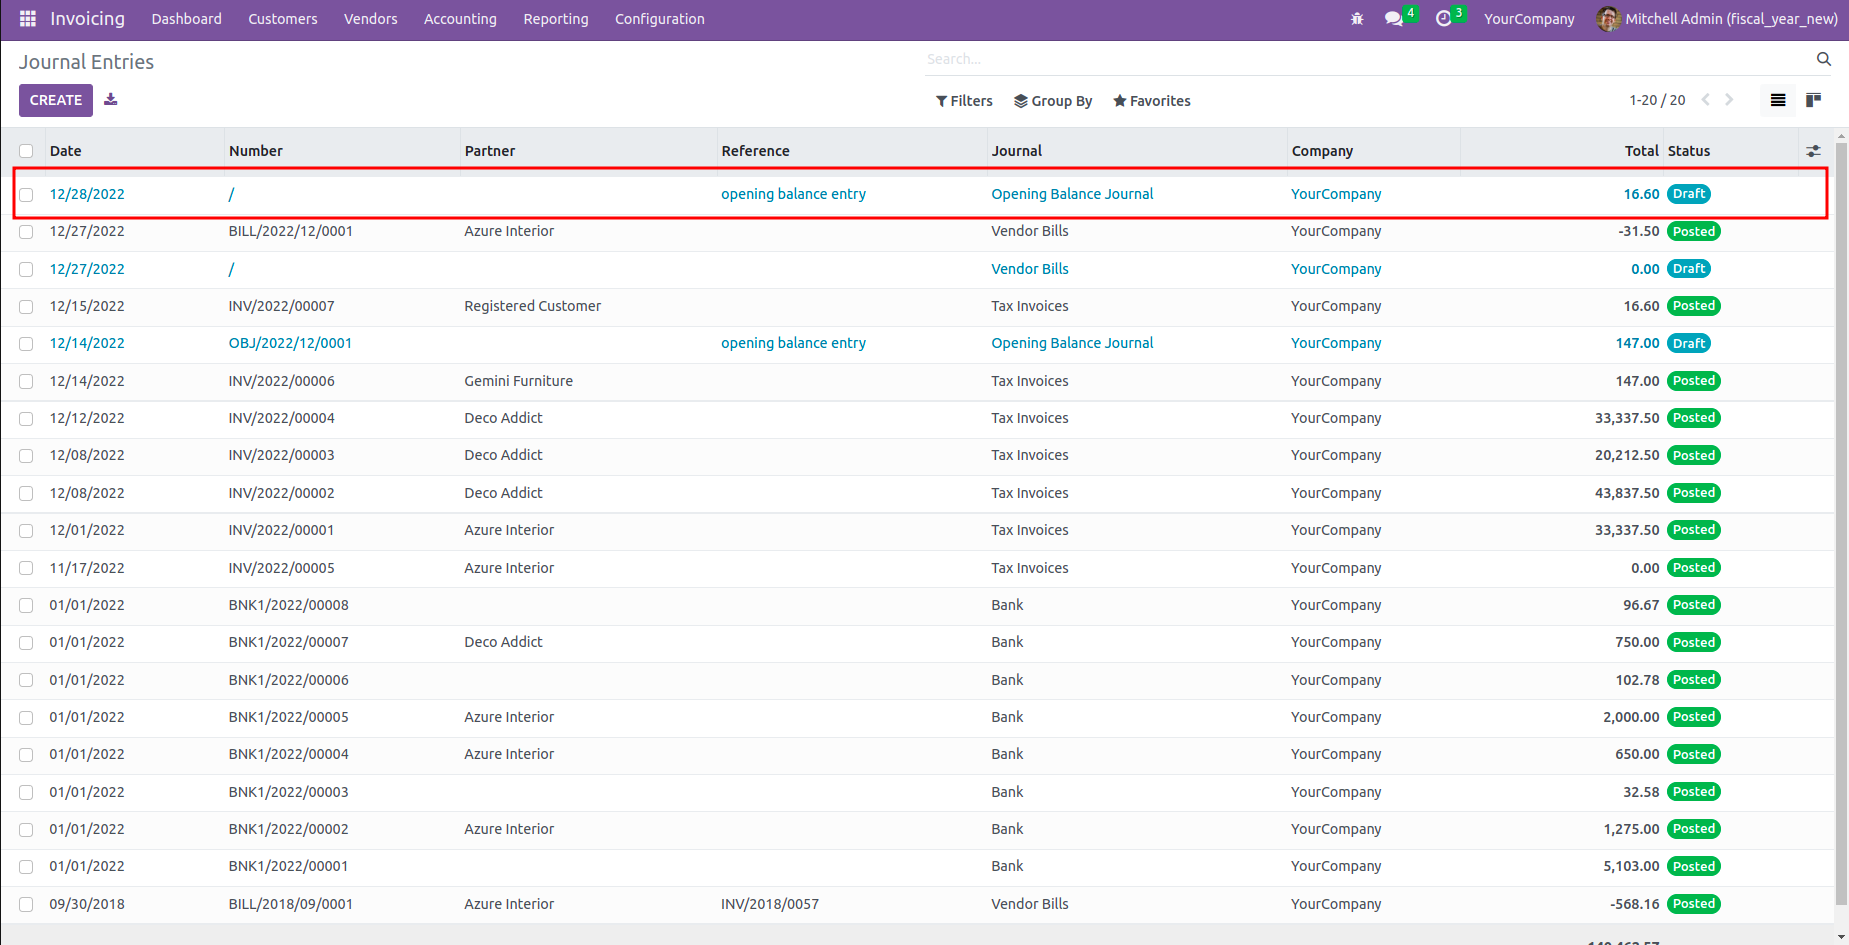 Invoicing Dashboard Customers Vendors Accounting Reporting Configuration 4 3 YourCompany Mitchell Admin (fiscal_year_new)
Journal Entries Search...
CREATE Filters Group By Favorites 1-20 / 20
Date Number Partner Reference Journal Company Total Status
12/28/2022 / opening balance entry Opening Balance Journal YourCompany 16.60 Draft
12/27/2022 BILL/2022/12/0001 Azure Interior Vendor Bills YourCompany -31.50 Posted
12/27/2022 / Vendor Bills YourCompany 0.00 Draft
12/15/2022 INV/2022/00007 Registered Customer Tax Invoices YourCompany 16.60 Posted
12/14/2022 OBJ/2022/12/0001 opening balance entry Opening Balance Journal YourCompany 147.00 Draft
12/14/2022 INV/2022/00006 Gemini Furniture Tax Invoices YourCompany 147.00 Posted
12/12/2022 INV/2022/00004 Deco Addict Tax Invoices YourCompany 33,337.50 Posted
12/08/2022 INV/2022/00003 Deco Addict Tax Invoices YourCompany 20,212.50 Posted
12/08/2022 INV/2022/00002 Deco Addict Tax Invoices YourCompany 43,837.50 Posted
12/01/2022 INV/2022/00001 Azure Interior Tax Invoices YourCompany 33,337.50 Posted
11/17/2022 INV/2022/00005 Azure Interior Tax Invoices YourCompany 0.00 Posted
01/01/2022 BNK1/2022/00008 Bank YourCompany 96.67 Posted
01/01/2022 BNK1/2022/00007 Deco Addict Bank YourCompany 750.00 Posted
01/01/2022 BNK1/2022/00006 Bank YourCompany 102.78 Posted
01/01/2022 BNK1/2022/00005 Azure Interior Bank YourCompany 2,000.00 Posted
01/01/2022 BNK1/2022/00004 Azure Interior Bank YourCompany 650.00 Posted
01/01/2022 BNK1/2022/00003 Bank YourCompany 32.58 Posted
01/01/2022 BNK1/2022/00002 Azure Interior Bank YourCompany 1,275.00 Posted
01/01/2022 BNK1/2022/00001 Bank YourCompany 5,103.00 Posted
09/30/2018 BILL/2018/09/0001 Azure Interior INV/2018/0057 Vendor Bills YourCompany -568.16 Posted